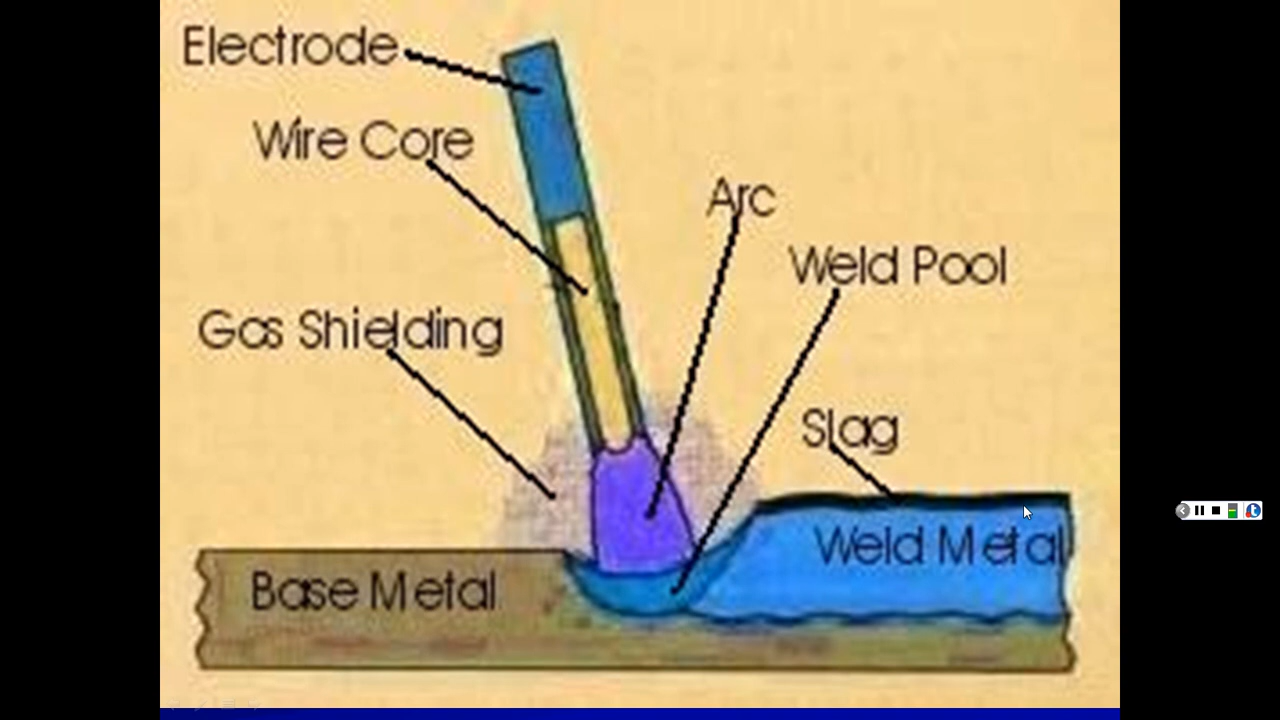 Electrode
Wire Core
Arc
Weld Pool
Gas Shielding
Slag
Weld Metal
Base Metal